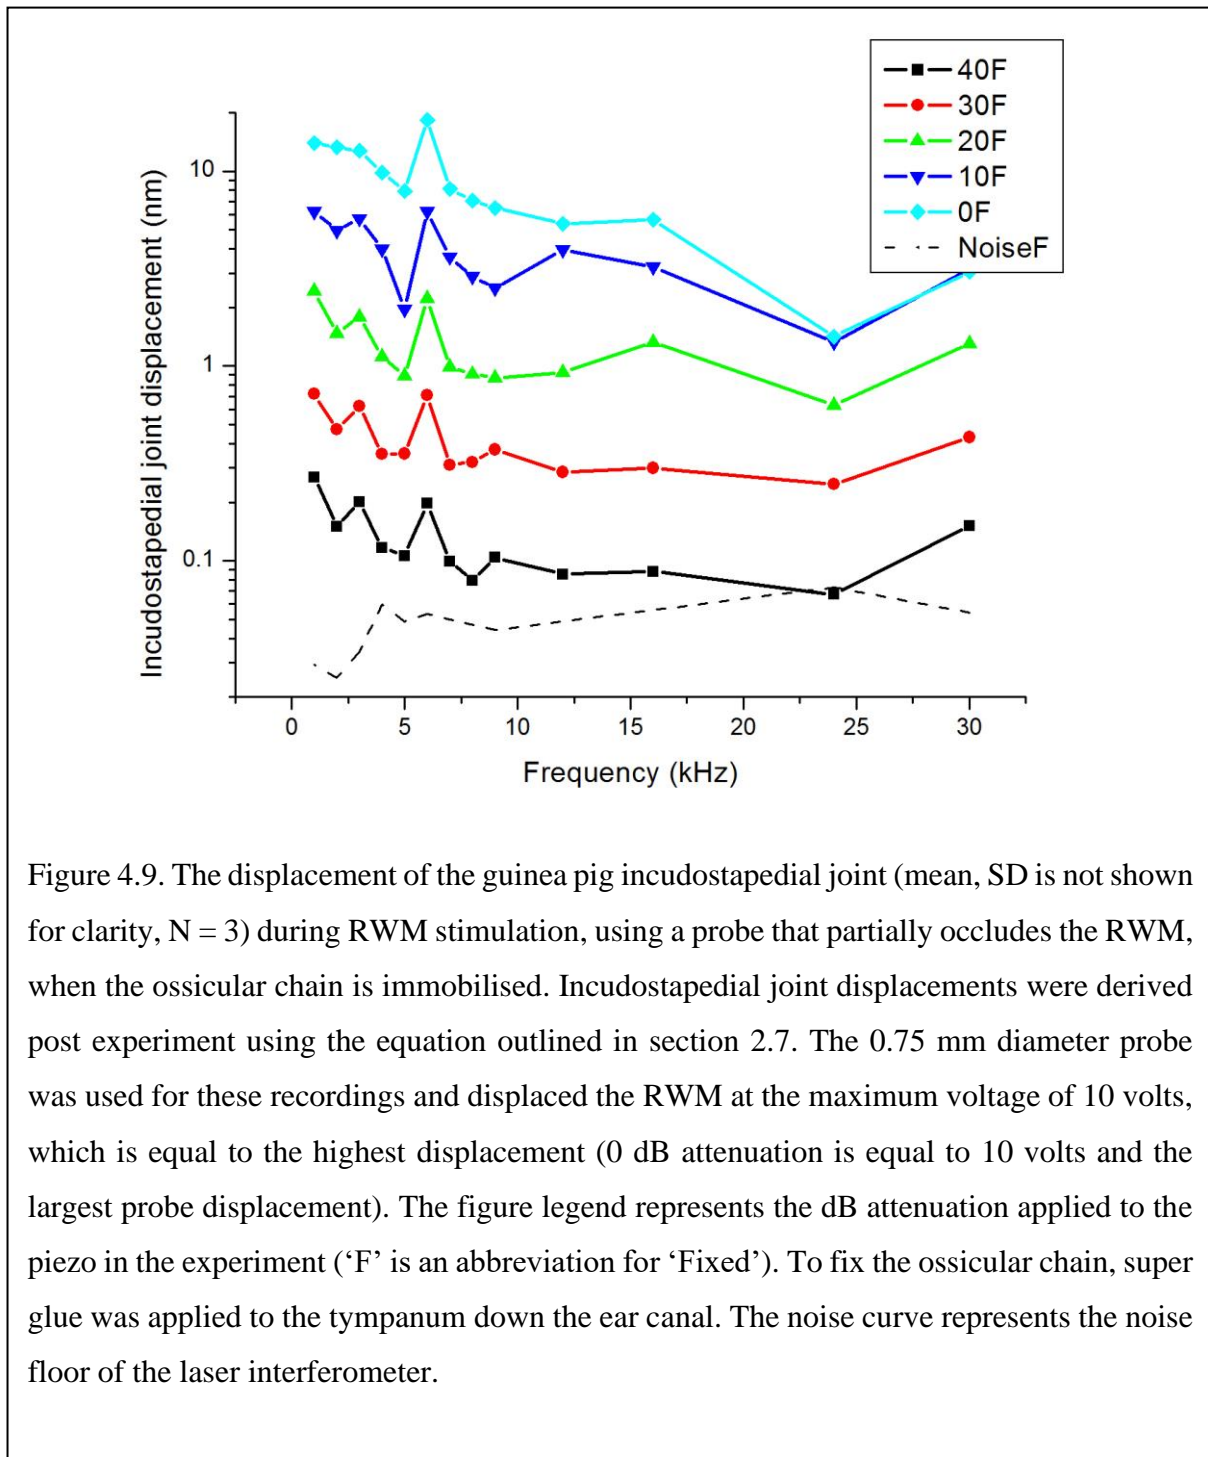 40F
30F
20F
10F
0F
NoiseF
10
1
0.1
Incudostapedial joint displacement (nm)
0 5 10 15 20 25 30
Frequency (kHz)
Figure 4.9. The displacement of the guinea pig incudostapedial joint (mean, SD is not shown
for clarity, N = 3) during RWM stimulation, using a probe that partially occludes the RWM,
when the ossicular chain is immobilised. Incudostapedial joint displacements were derived
post experiment using the equation outlined in section 2.7. The 0.75 mm diameter probe
was used for these recordings and displaced the RWM at the maximum voltage of 10 volts,
which is equal to the highest displacement (0 dB attenuation is equal to 10 volts and the
largest probe displacement). The figure legend represents the dB attenuation applied to the
piezo in the experiment (‘F’ is an abbreviation for ‘Fixed’). To fix the ossicular chain, super
glue was applied to the tympanum down the ear canal. The noise curve represents the noise
floor of the laser interferometer.